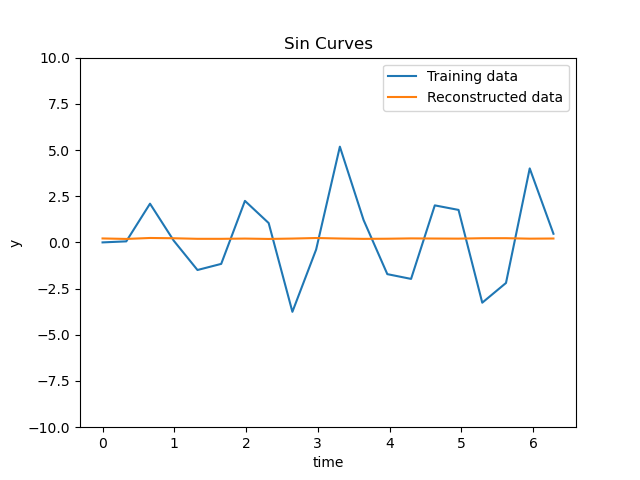 Sin Curves
Training data
Reconstructed data
10.0
7.5
5.0
2.5
0.0
−2.5
−5.0
−7.5
−10.0
y
0 1 2 3 4 5 6
time